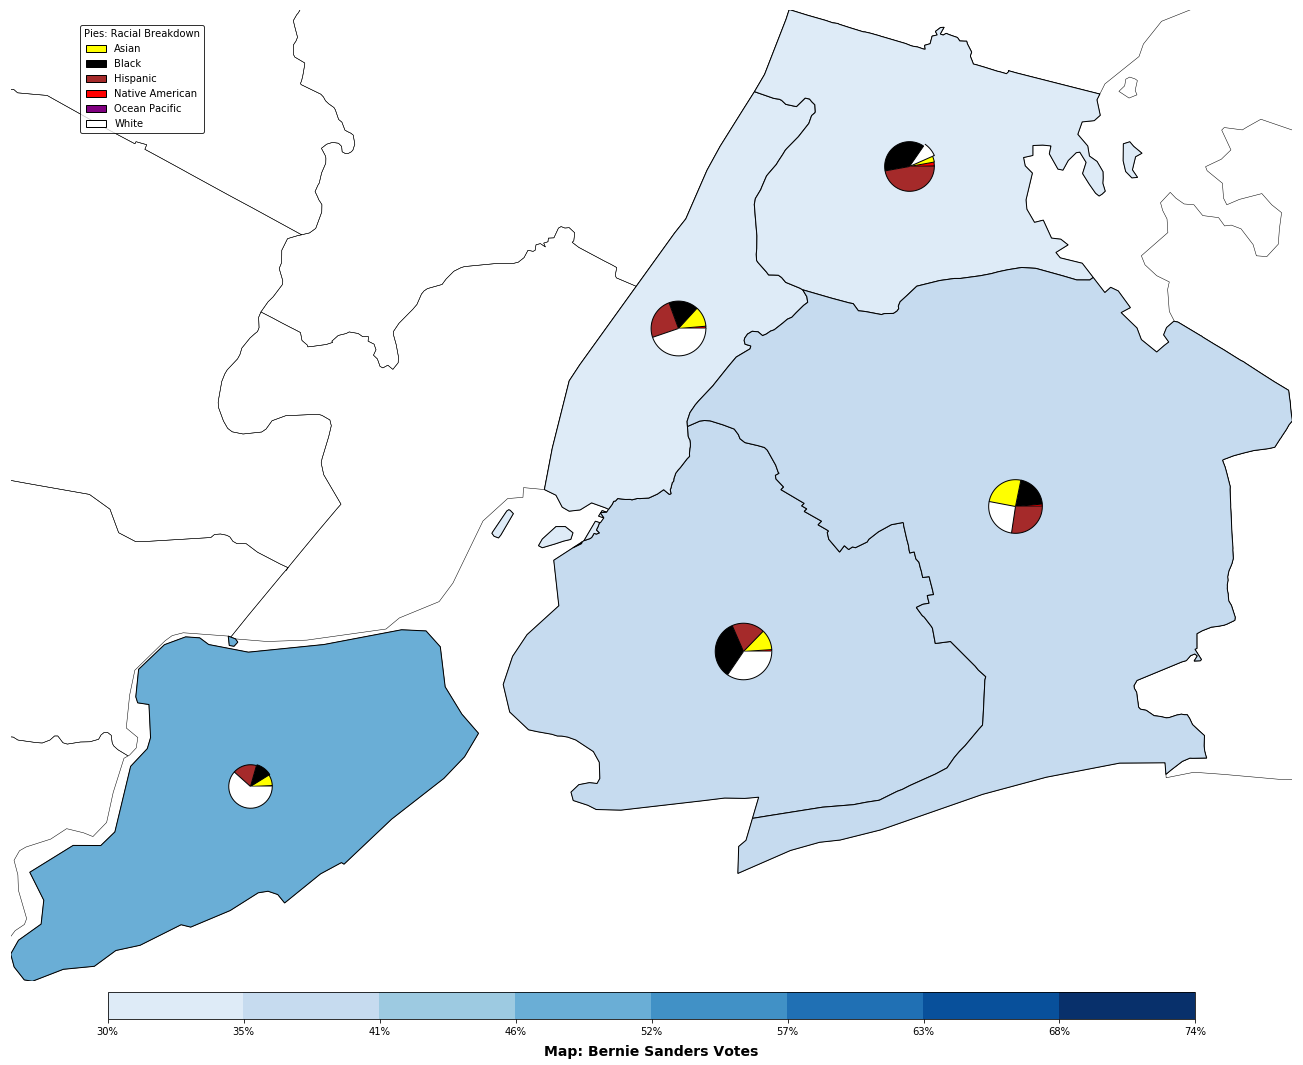 Pies: Racial Breakdown
Asian
Black
Hispanic
Native American
Ocean Pacific
White
30% 35% 41% 46% 52% 57% 63% 68% 74%
Map: Bernie Sanders Votes